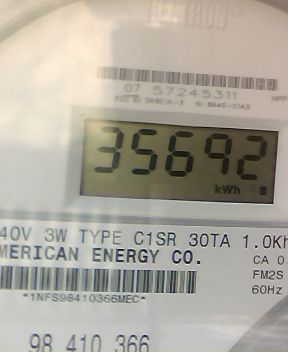 CENTRON
07 57245311
35692
kWh
40V 3W TYPE C1SR 30TA 1.0Kh
MERICAN ENERGY CO.
CA 0
FM2S
60Hz
*1NFS98410366MEC*
98 410 366